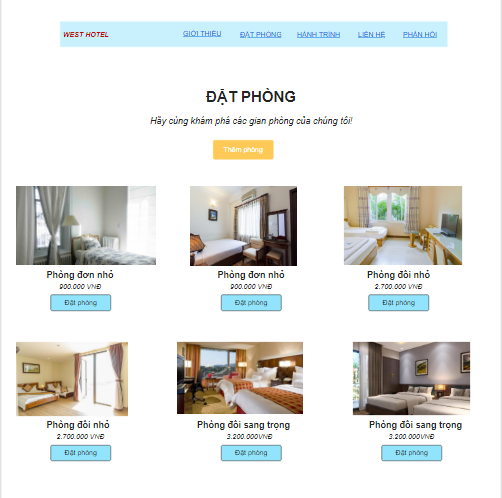 WEST HOTEL GIỚI THIỆU ĐẶT PHÒNG HÀNH TRÌNH LIÊN HỆ PHẢN HỒI
ĐẶT PHÒNG
Hãy cùng khám phá các gian phòng của chúng tôi!
Thêm phòng
Phòng đơn nhỏ Phòng đơn nhỏ Phòng đôi nhỏ
900.000 VNĐ 900.000 VNĐ 2.700.000 VNĐ
Đặt phòng Đặt phòng Đặt phòng
Phòng đôi nhỏ Phòng đôi sang trọng Phòng đôi sang trọng
2.700.000 VNĐ 3.200.000VNĐ 3.200.000VNĐ
Đặt phòng Đặt phòng Đặt phòng